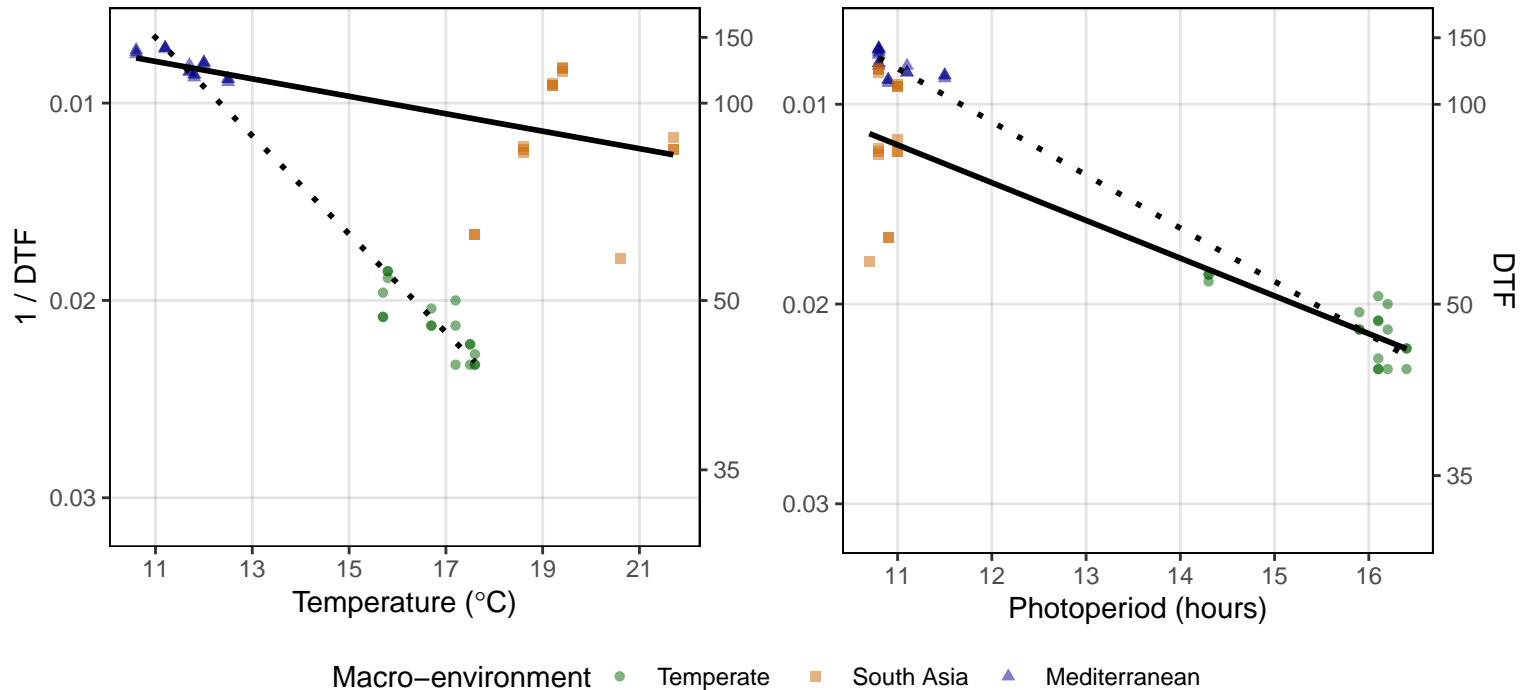 1 / DTF
0.01
0.02
0.03
150
100
50
35
11 13 15 17 19 21
Temperature (°C)
0.01
0.02
0.03
150
100
50
35
DTF
11 12 13 14 15 16
Photoperiod (hours)
Macro−environment Temperate South Asia Mediterranean